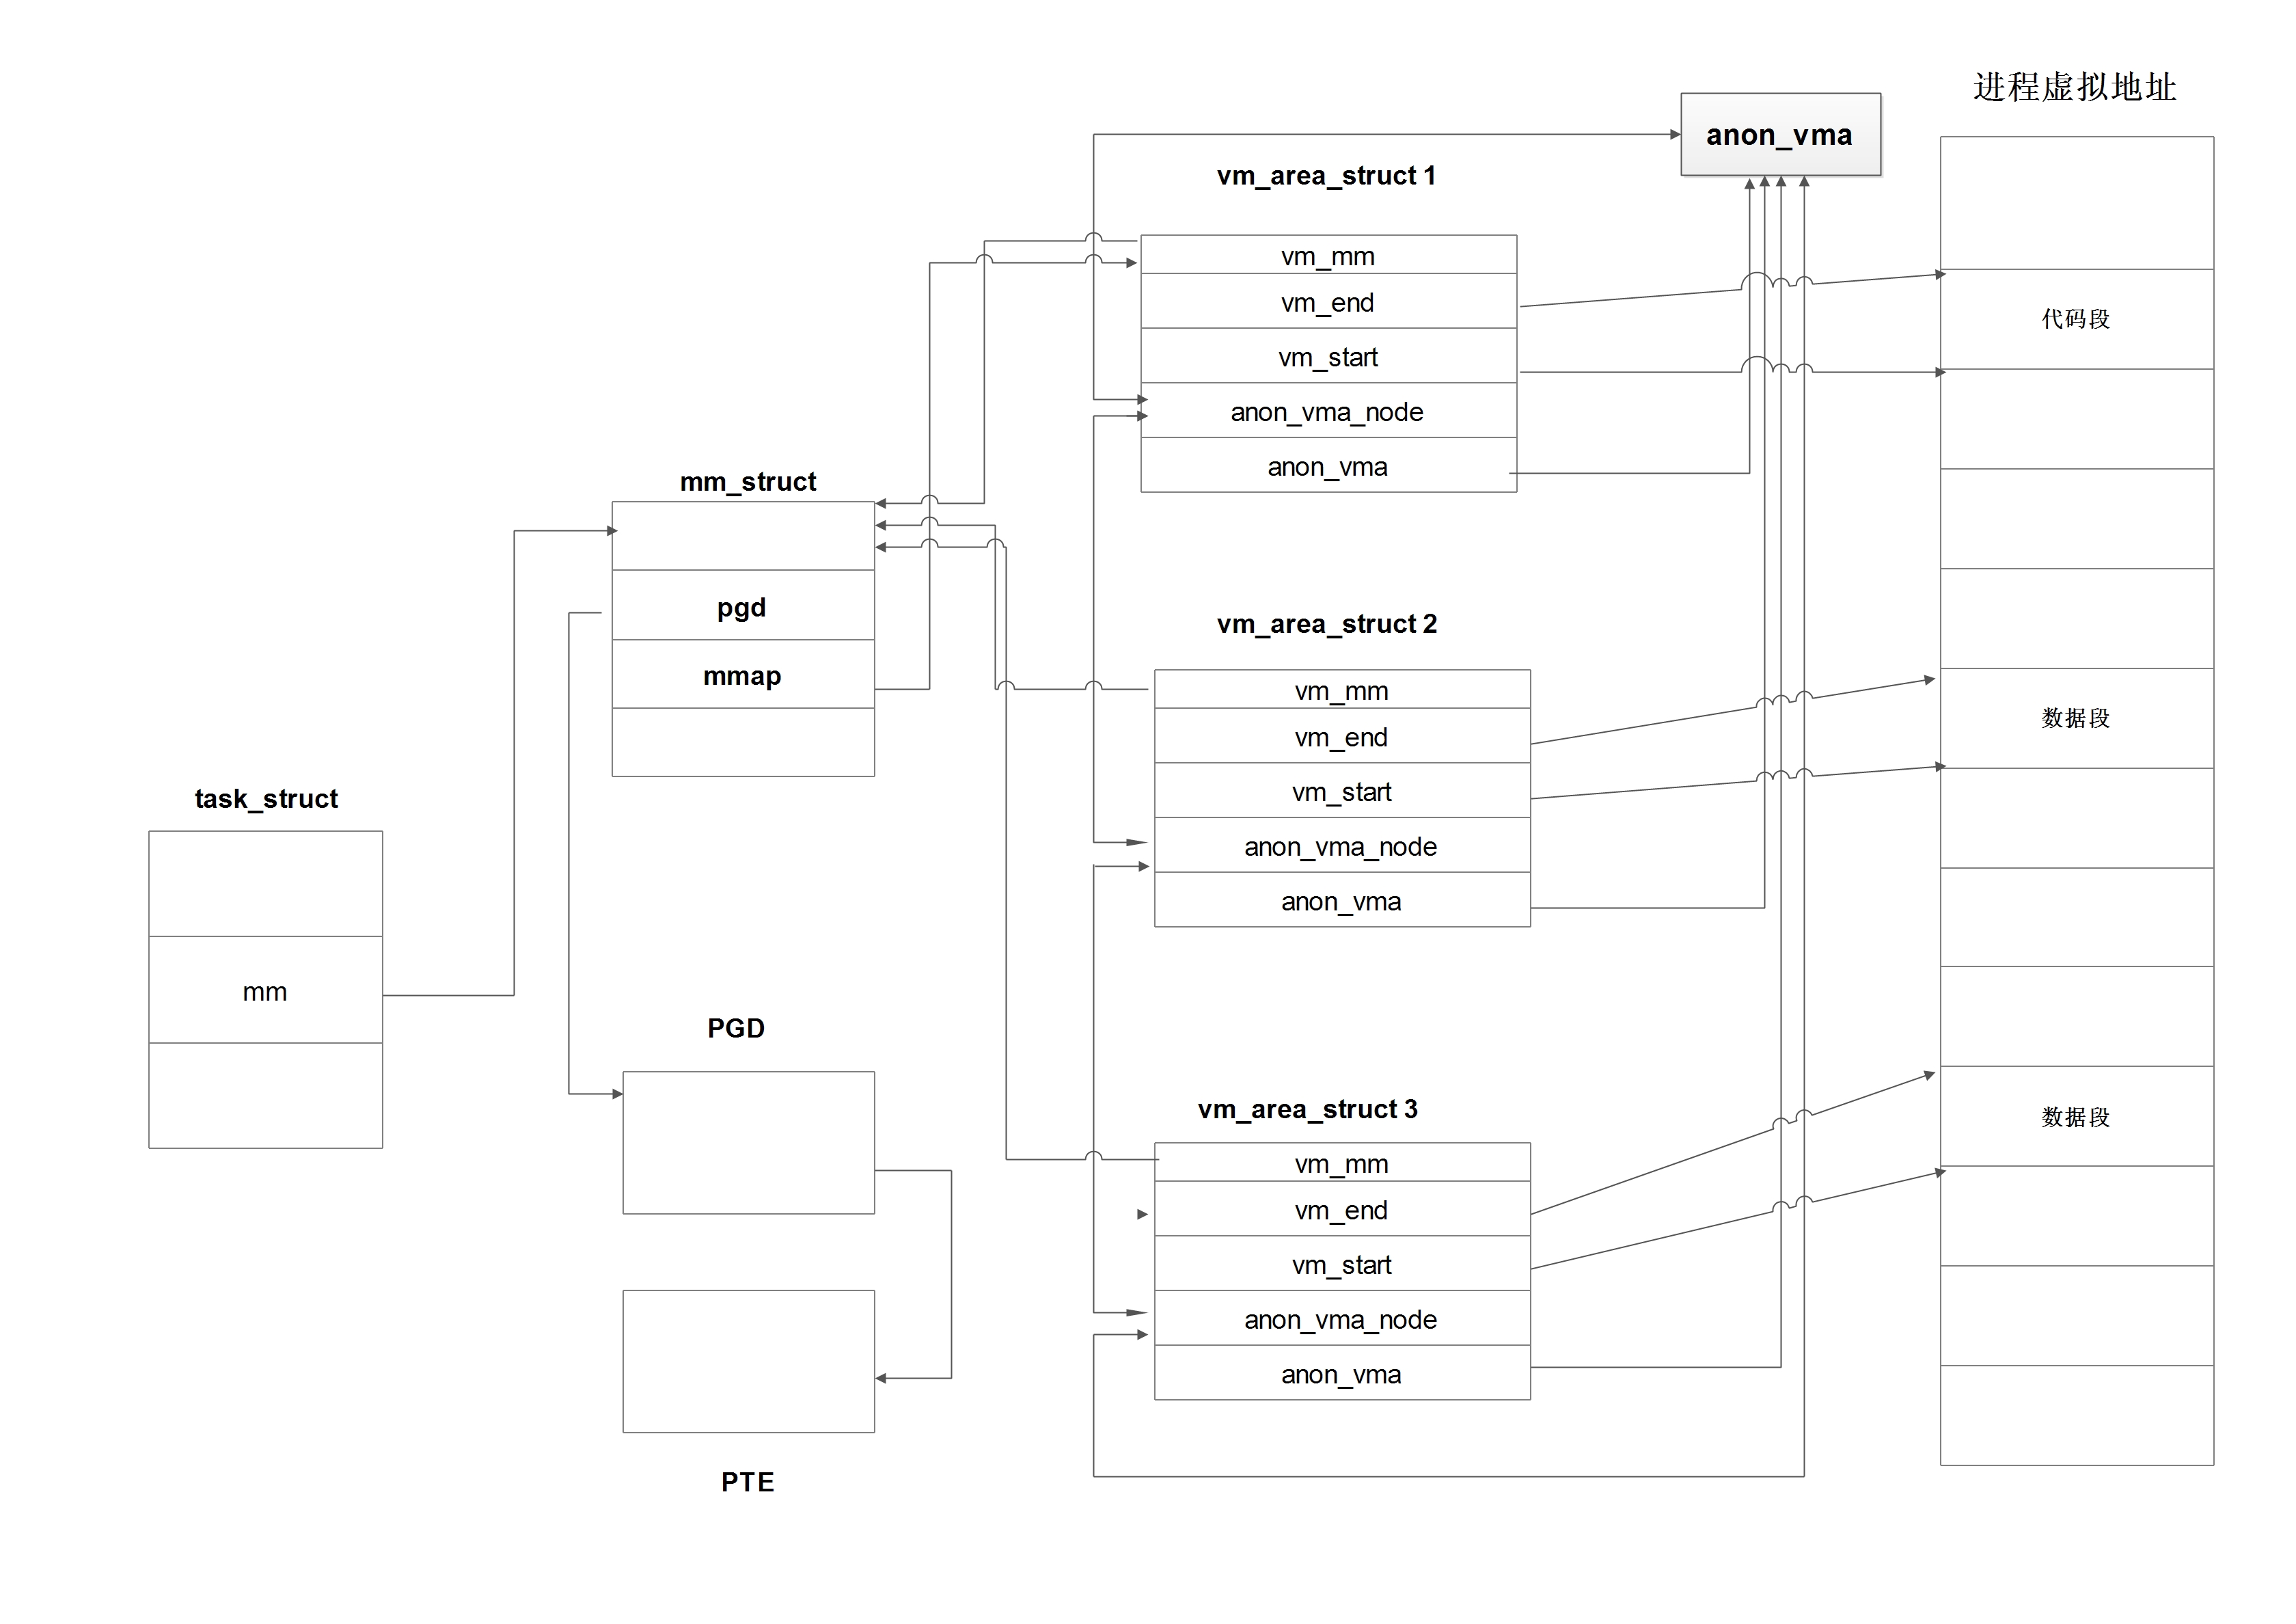 进程虚拟地址
anon_vma
vm_area_struct 1
vm_mm
vm_end
vm_start
anon_vma_node
anon_vma
代码段
mm_struct
pgd
mmap
vm_area_struct 2
vm_mm
vm_end
vm_start
anon_vma_node
anon_vma
数据段
task_struct
mm
PGD
PTE
vm_area_struct 3
vm_mm
vm_end
vm_start
anon_vma_node
anon_vma
数据段